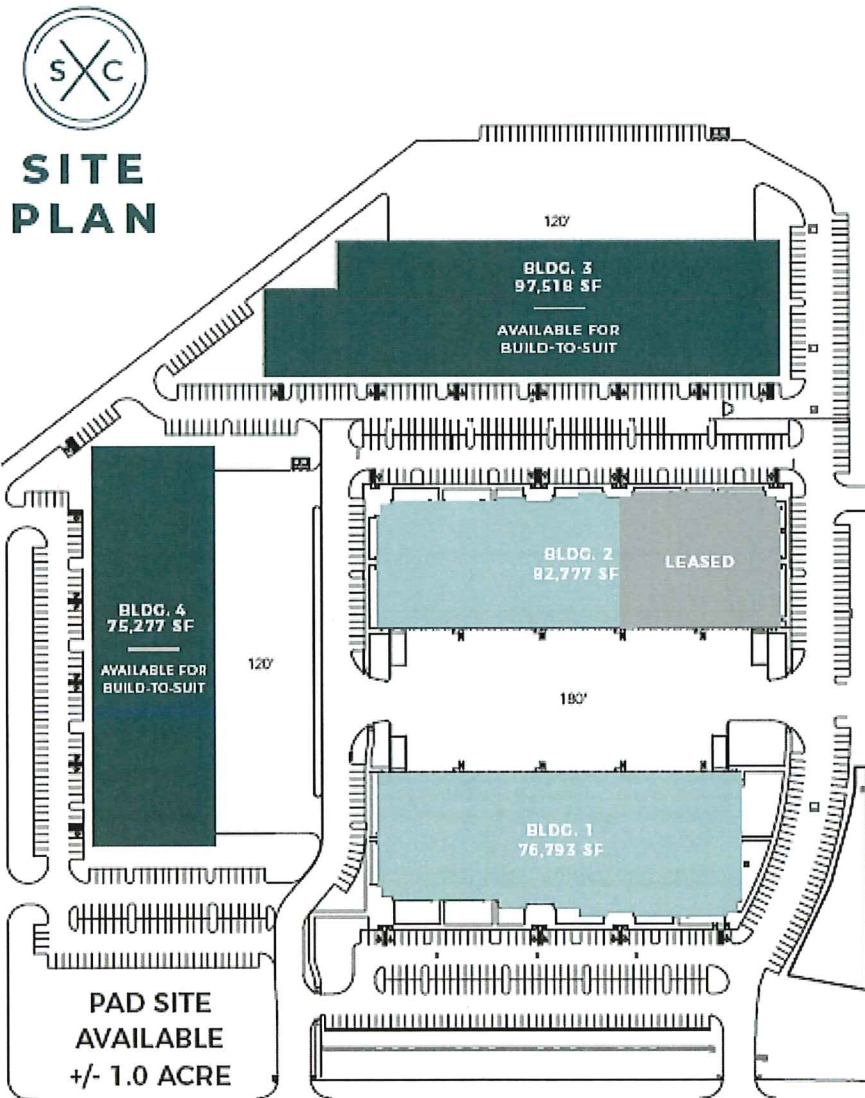 S C
SITE
PLAN
120'
BLDG. 3
97,518 SF
AVAILABLE FOR
BUILD-TO-SUIT
BLDG. 2
82,777 SF
LEASED
BLDG. 4
75,277 SF
AVAILABLE FOR
BUILD-TO-SUIT
120'
180'
BLDG. 1
76,793 SF
PAD SITE
AVAILABLE
+/- 1.0 ACRE